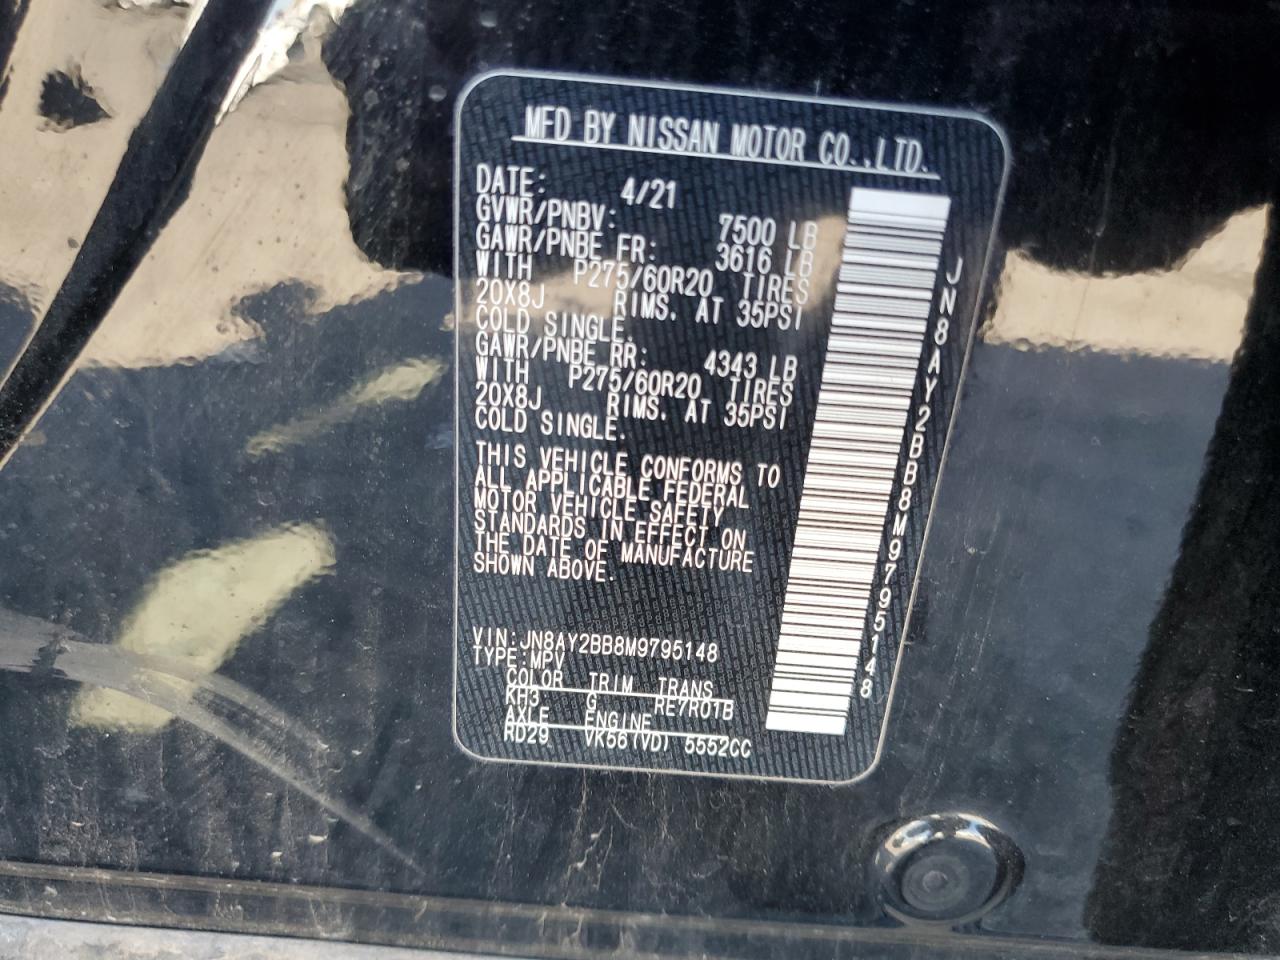 MFD BY NISSAN MOTOR CO.,LTD.
DATE: 4/21
GVWR/PNBV: 7500 LB
GAWR/PNBE FR: 3616 LB
WITH P275/60R20 TIRES
20X8J RIMS. AT 35PSI
COLD SINGLE.
GAWR/PNBE RR: 4343 LB
WITH P275/60R20 TIRES
20X8J RIMS. AT 35PSI
COLD SINGLE.
THIS VEHICLE CONFORMS TO
ALL APPLICABLE FEDERAL
MOTOR VEHICLE SAFETY
STANDARDS IN EFFECT ON
THE DATE OF MANUFACTURE
SHOWN ABOVE.
VIN:JN8AY2BB8M9795148
TYPE:MPV
COLOR TRIM TRANS
KH3 G RE7R01B
AXLE ENGINE
RD29 VK56(VD) 5552CC
JN8AY2BB8M9795148